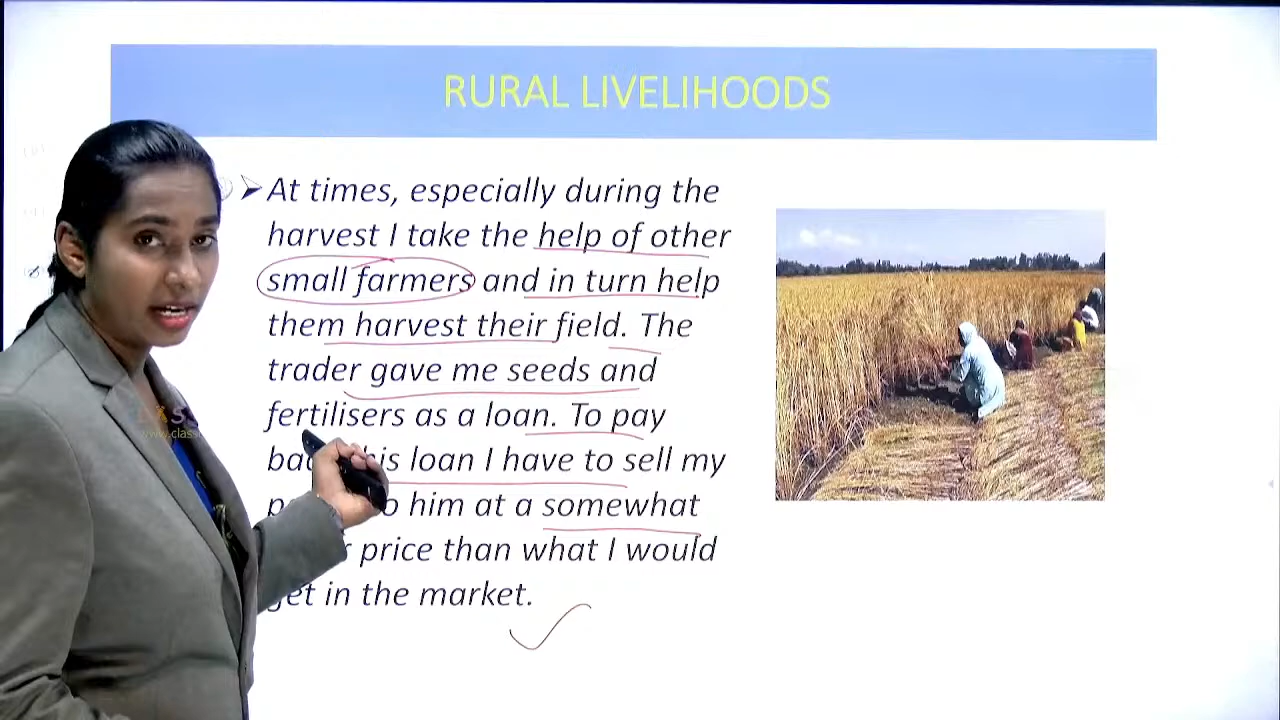 RURAL LIVELIHOODS
At times, especially during the
harvest I take the help of other
small farmers and in turn help
them harvest their field. The
trader gave me seeds and
fertilisers as a loan. To pay
loan I have to sell my
him at a somewhat
price than what I would
get in the market.